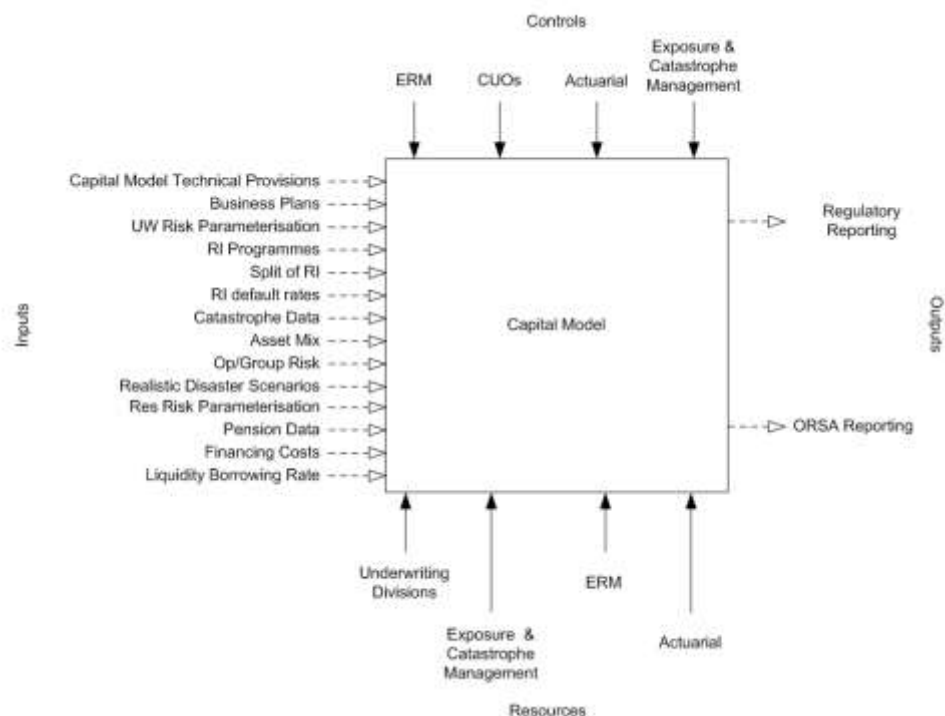 Controls
ERM
CUOs
Actuarial
Exposure &
Catastrophe
Management
Capital Model Technical Provisions
Business Plans
UW Risk Parameterisation
RI Programmes
Split of RI
RI default rates
Catastrophe Data
Asset Mix
Op/Group Risk
Realistic Disaster Scenarios
Res Risk Parameterisation
Pension Data
Financing Costs
Liquidity Borrowing Rate
Inputs
Capital Model
Regulatory
Reporting
ORSA Reporting
Outputs
Underwriting
Divisions
Exposure &
Catastrophe
Management
ERM
Actuarial
Resources